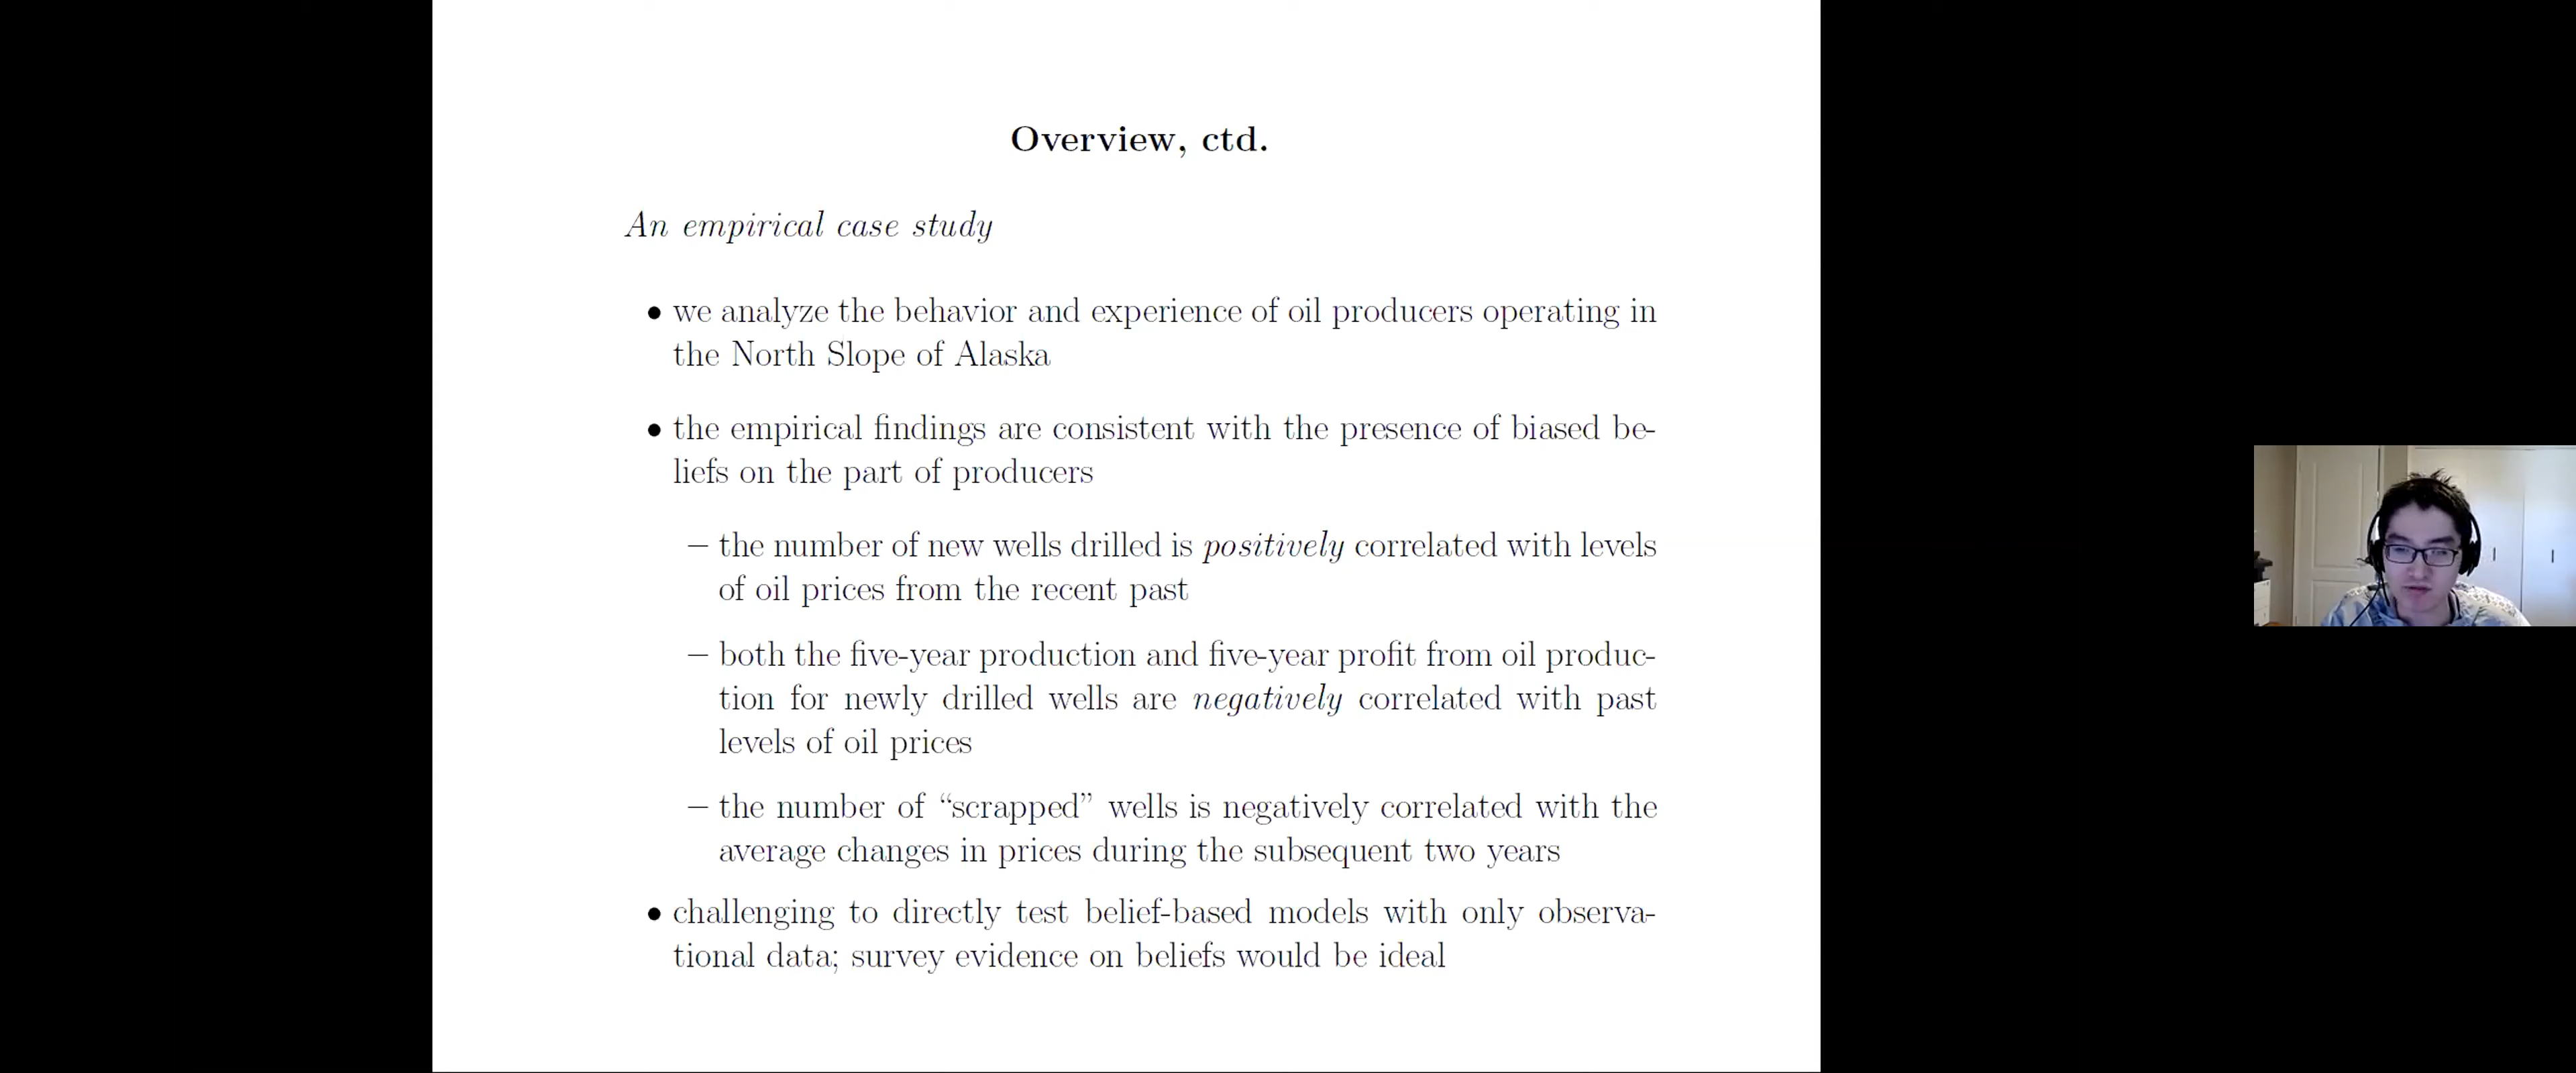 Overview, ctd.
An empirical case study
• we analyze the behavior and experience of oil producers operating in
the North Slope of Alaska
• the empirical findings are consistent with the presence of biased be-
liefs on the part of producers
– the number of new wells drilled is positively correlated with levels
of oil prices from the recent past
– both the five-year production and five-year profit from oil produc-
tion for newly drilled wells are negatively correlated with past
levels of oil prices
– the number of “scrapped” wells is negatively correlated with the
average changes in prices during the subsequent two years
• challenging to directly test belief-based models with only observa-
tional data; survey evidence on beliefs would be ideal